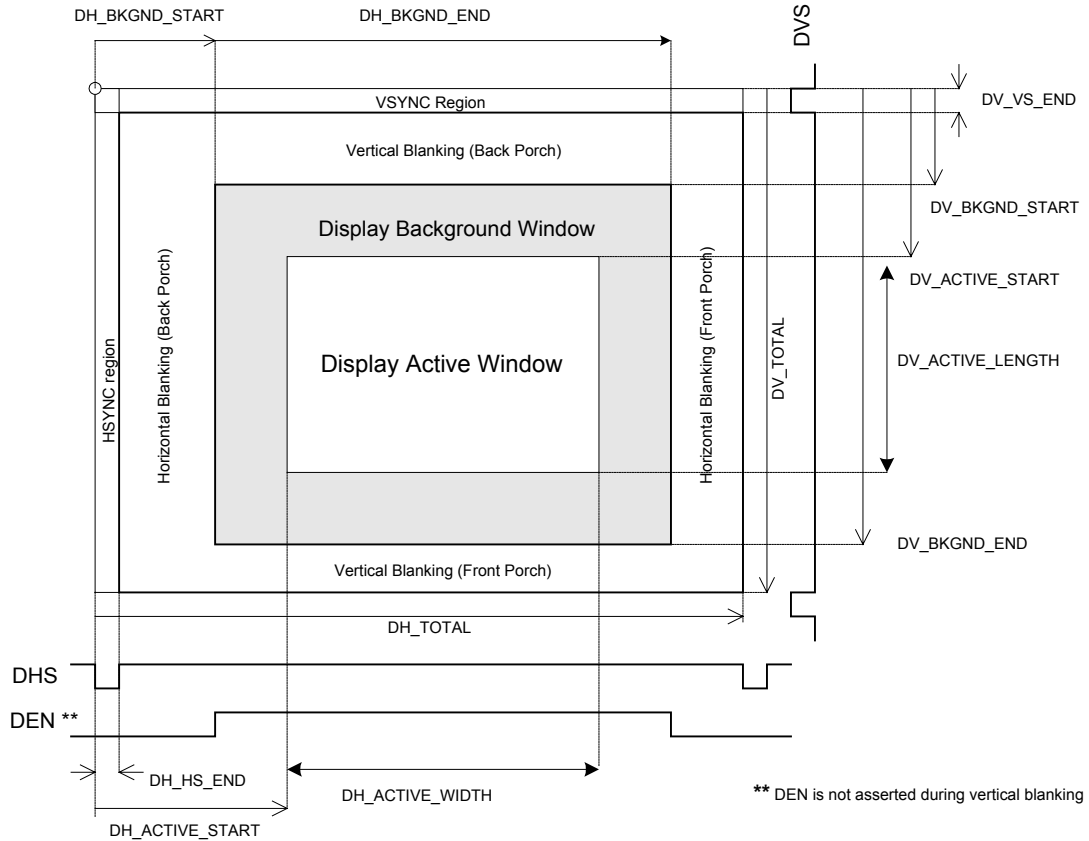 DH_BKGND_START
DH_BKGND_END
DVS
VSYNC Region
DV_VS_END
Vertical Blanking (Back Porch)
DV_BKGND_START
Display Background Window
DV_ACTIVE_START
HSYNC region
Horizontal Blanking (Back Porch)
Display Active Window
Horizontal Blanking (Front Porch)
DV_TOTAL
DV_ACTIVE_LENGTH
DV_BKGND_END
Vertical Blanking (Front Porch)
DH_TOTAL
DHS
DEN **
DH_HS_END
DH_ACTIVE_WIDTH
** DEN is not asserted during vertical blanking
DH_ACTIVE_START